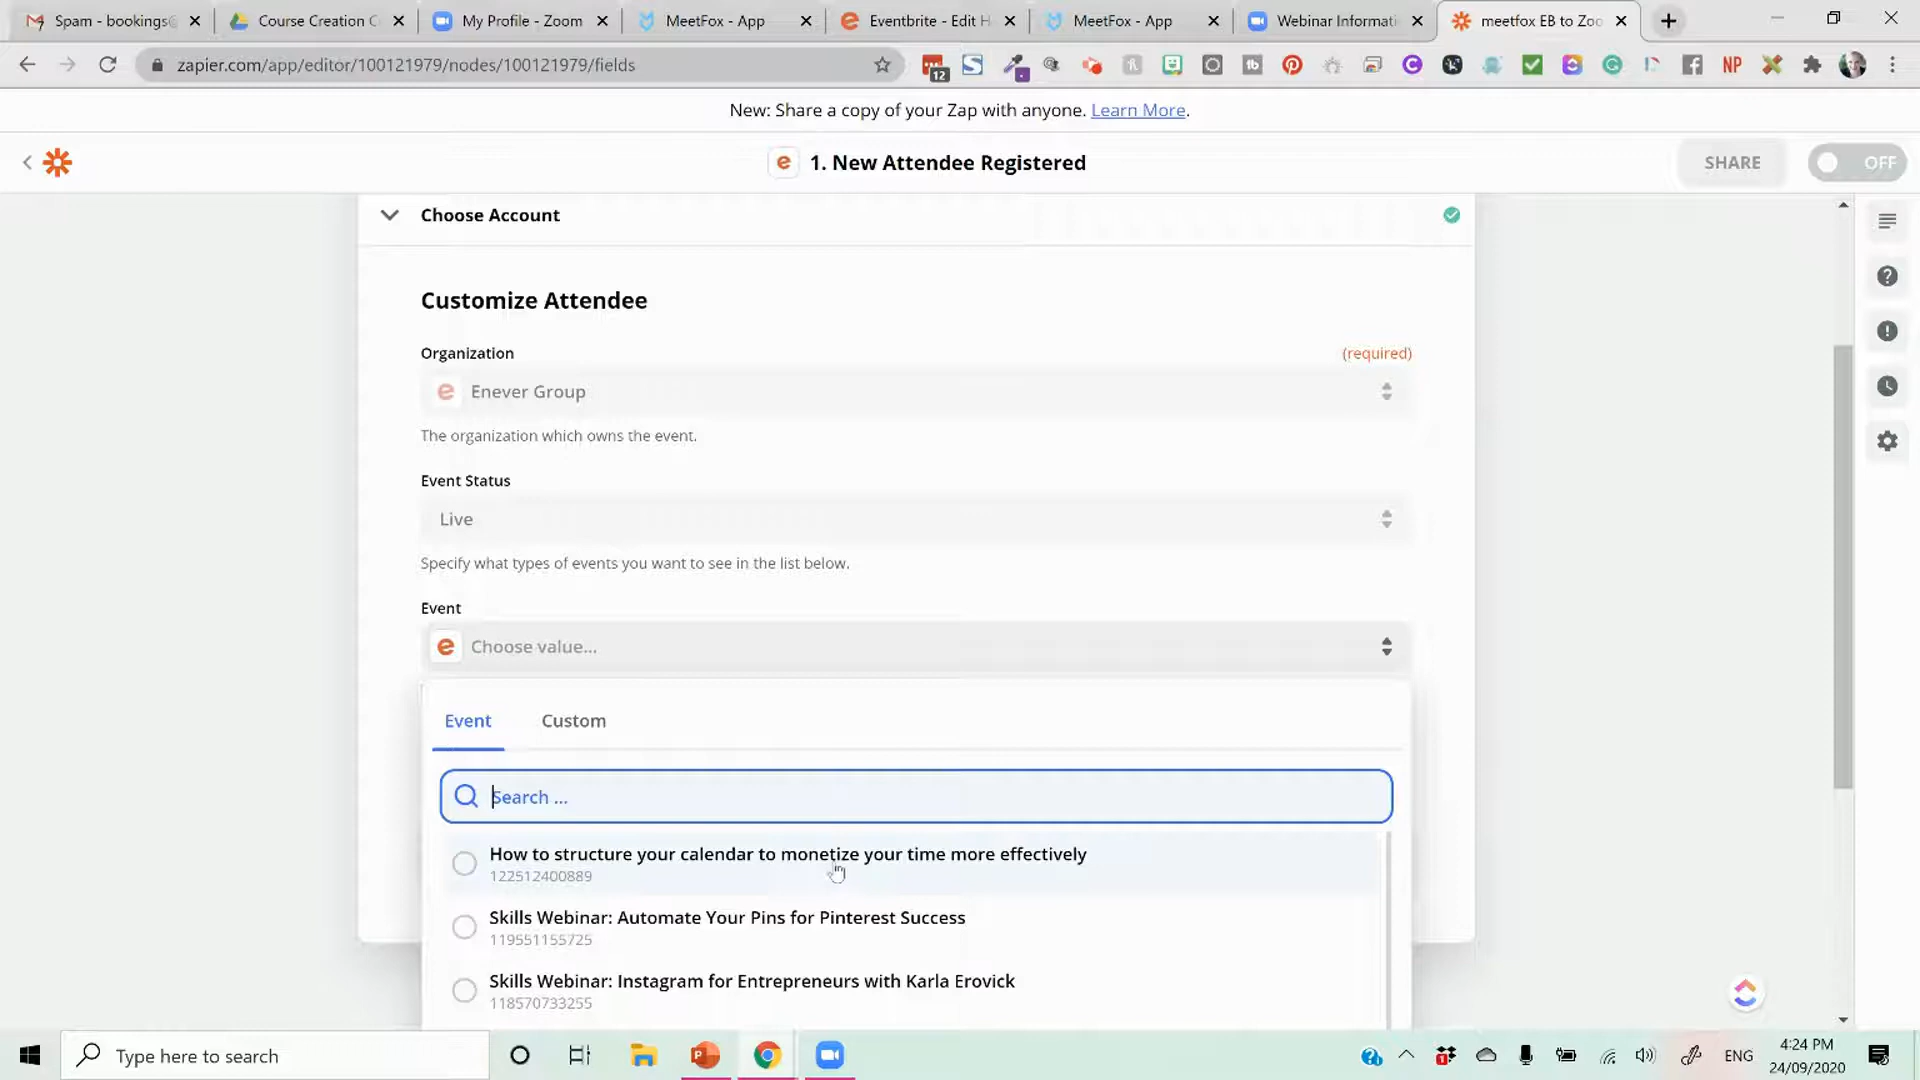 Spam - bookings@
Course Creation C
My Profile - Zoom
MeetFox - App
Eventbrite - Edit H
MeetFox - App
Webinar Informati
meetfox EB to Zoo
zapier.com/app/editor/100121979/nodes/100121979/fields
New: Share a copy of your Zap with anyone. Learn More.
1. New Attendee Registered
SHARE
OFF
Choose Account
Customize Attendee
Organization
(required)
Enever Group
The organization which owns the event.
Event Status
Live
Specify what types of events you want to see in the list below.
Event
Choose value...
Event
Custom
Search ...
How to structure your calendar to monetize your time more effectively
122512400889
Skills Webinar: Automate Your Pins for Pinterest Success
119551155725
Skills Webinar: Instagram for Entrepreneurs with Karla Erovick
118570733255
Type here to search
ENG
4:24 PM
24/09/2020